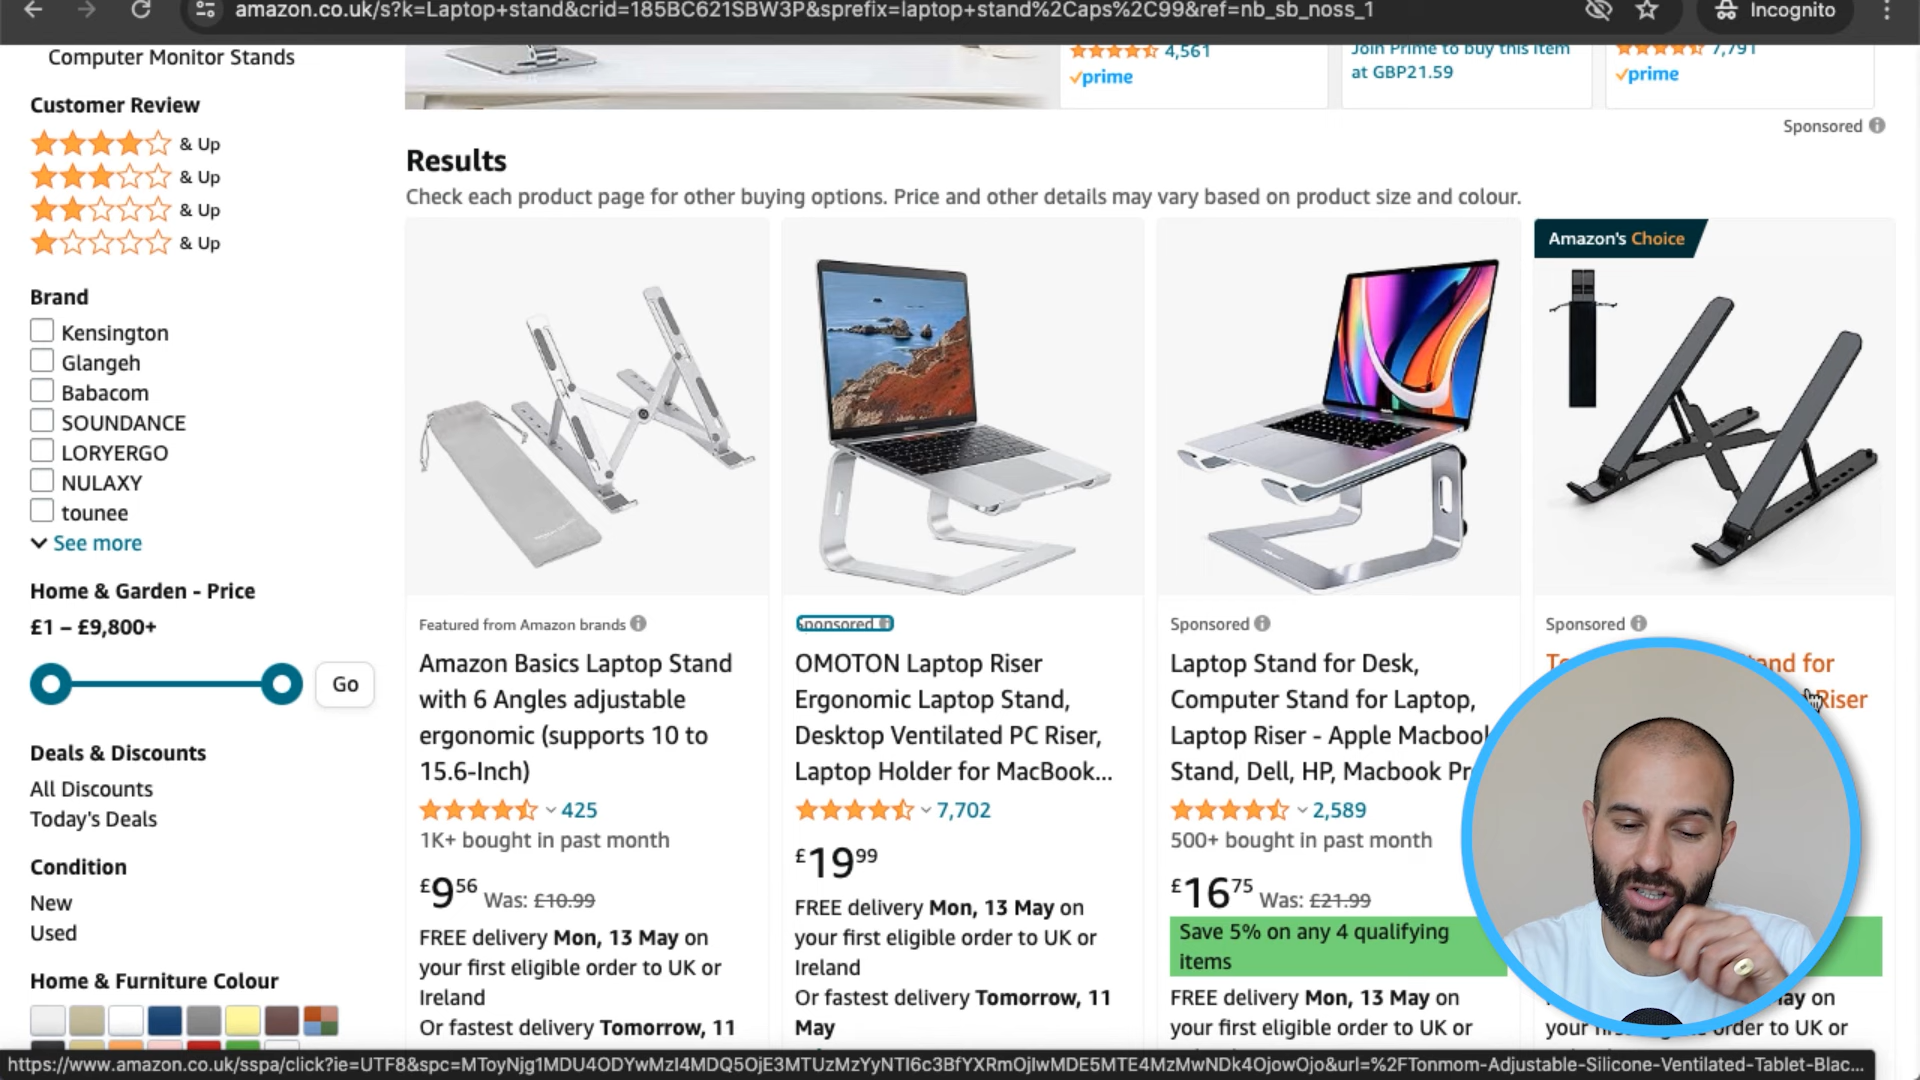 amazon.co.uk/s?k=Laptop+stand&crid=185BC621SBW3P&sprefix=laptop+stand%2Caps%2C99&ref=nb_sb_noss_1
Incognito
Computer Monitor Stands
Customer Review
& Up
& Up
& Up
& Up
Brand
Kensington
Glangeh
Babacom
SOUNDANCE
LORYERGO
NULAXY
tounee
See more
Home & Garden - Price
£1 – £9,800+
Go
Deals & Discounts
All Discounts
Today's Deals
Condition
New
Used
Home & Furniture Colour
4,561
prime
Join Prime to buy this item
at GBP21.59
7,791
prime
Sponsored
Results
Check each product page for other buying options. Price and other details may vary based on product size and colour.
Featured from Amazon brands
Amazon Basics Laptop Stand
with 6 Angles adjustable
ergonomic (supports 10 to
15.6-Inch)
425
1K+ bought in past month
£9 56 Was: £10.99
FREE delivery Mon, 13 May on
your first eligible order to UK or
Ireland
Or fastest delivery Tomorrow, 11
Sponsored
OMOTON Laptop Riser
Ergonomic Laptop Stand,
Desktop Ventilated PC Riser,
Laptop Holder for MacBook...
7,702
£19 99
FREE delivery Mon, 13 May on
your first eligible order to UK or
Ireland
Or fastest delivery Tomorrow, 11
May
Sponsored
Laptop Stand for Desk,
Computer Stand for Laptop,
Laptop Riser - Apple Macbook
Stand, Dell, HP, Macbook Pr
2,589
500+ bought in past month
£16 75 Was: £21.99
Save 5% on any 4 qualifying
items
FREE delivery Mon, 13 May on
your first eligible order to UK or
Amazon's Choice
Sponsored
and for
Riser
May on
your order to UK or
https://www.amazon.co.uk/sspa/click?ie=UTF8&spc=MToyNjg1MDU4ODYwMzI4MDQ5OjE3MTUzMzYyNTI6c3BfYXRmOjIwMDE5MTE4MzMwNDk4OjowOjo&url=%2FTonmom-Adjustable-Silicone-Ventilated-Tablet-Blac...